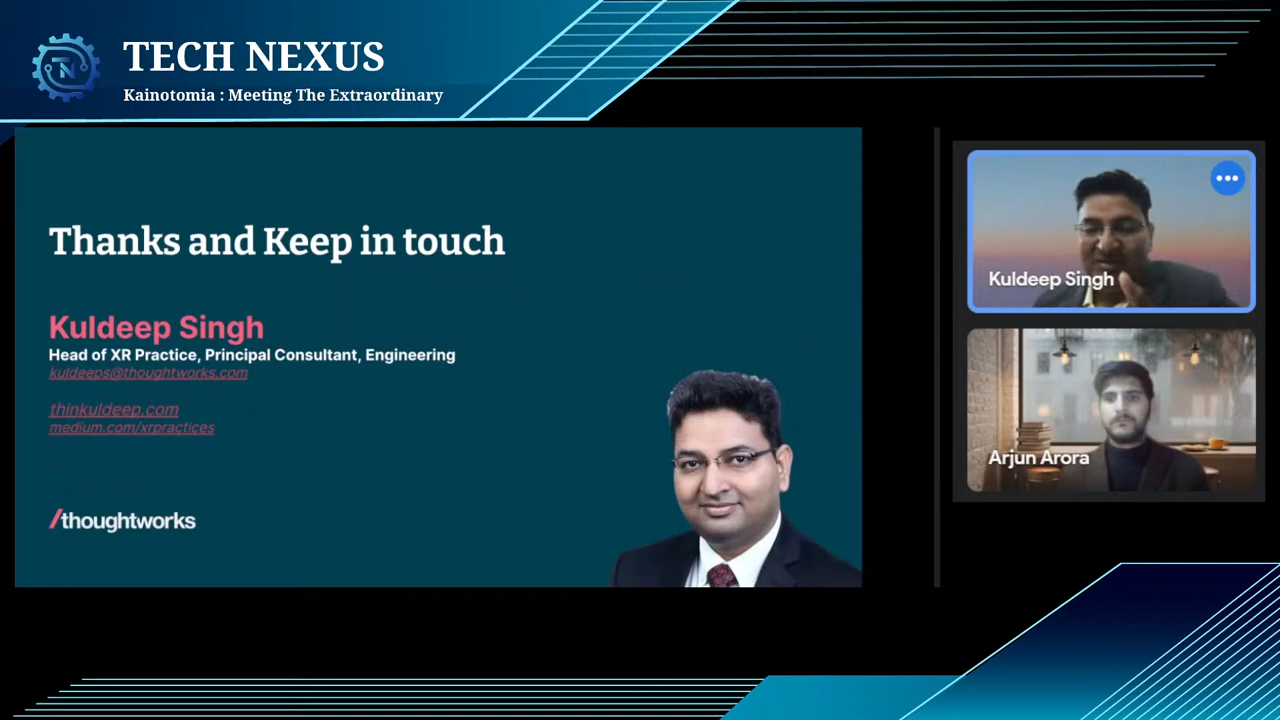 TECH NEXUS
Kainotomia : Meeting The Extraordinary
TN
Thanks and Keep in touch
Kuldeep Singh
Head of XR Practice, Principal Consultant, Engineering
kuldeeps@thoughtworks.com
thinkuldeep.com
medium.com/xrpractices
/thoughtworks
Kuldeep Singh
Arjun Arora